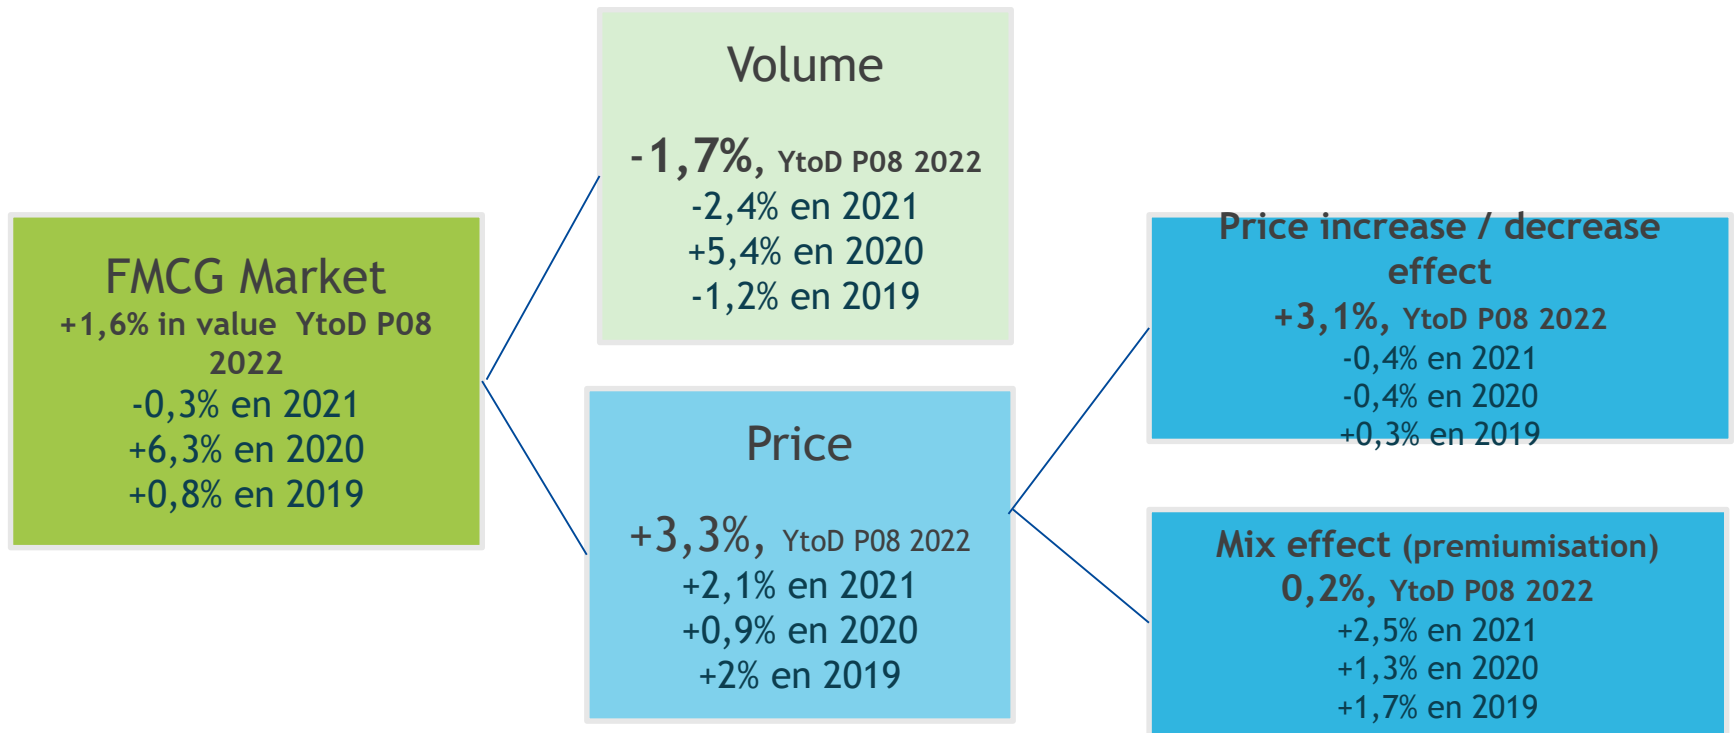 FMCG Market
+1,6% in value YtoD P08
2022
-0,3% en 2021
+6,3% en 2020
+0,8% en 2019
Volume
-1,7%, YtoD P08 2022
-2,4% en 2021
+5,4% en 2020
-1,2% en 2019
Price
+3,3%, YtoD P08 2022
+2,1% en 2021
+0,9% en 2020
+2% en 2019
Price increase / decrease
effect
+3,1%, YtoD P08 2022
-0,4% en 2021
-0,4% en 2020
+0,3% en 2019
Mix effect (premiumisation)
0,2%, YtoD P08 2022
+2,5% en 2021
+1,3% en 2020
+1,7% en 2019